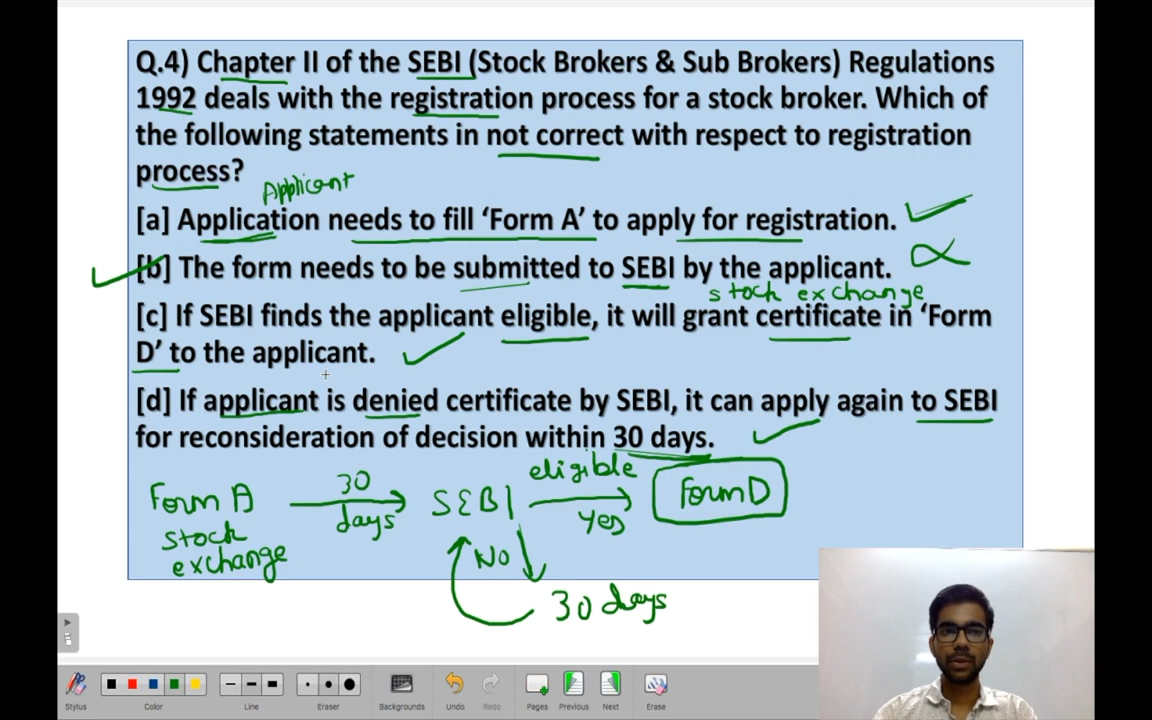 Q.4) Chapter II of the SEBI (Stock Brokers & Sub Brokers) Regulations
1992 deals with the registration process for a stock broker. Which of
the following statements in not correct with respect to registration
process?
Applicant
[a] Application needs to fill ‘Form A’ to apply for registration.
[b] The form needs to be submitted to SEBI by the applicant.
stock exchange
[c] If SEBI finds the applicant eligible, it will grant certificate in ‘Form
D’ to the applicant.
[d] If applicant is denied certificate by SEBI, it can apply again to SEBI
for reconsideration of decision within 30 days.
Form A
stock
exchange
30
days
SEBI
eligible
Yes
Form D
No
30 days
Stylus
Color
Line
Eraser
Backgrounds
Undo
Redo
Pages
Previous
Next
Erase